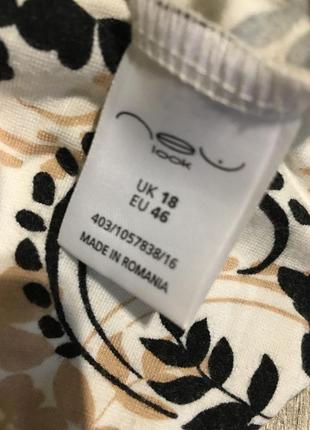 new
look
UK 18
EU 46
403/1057838/16
MADE IN ROMANIA